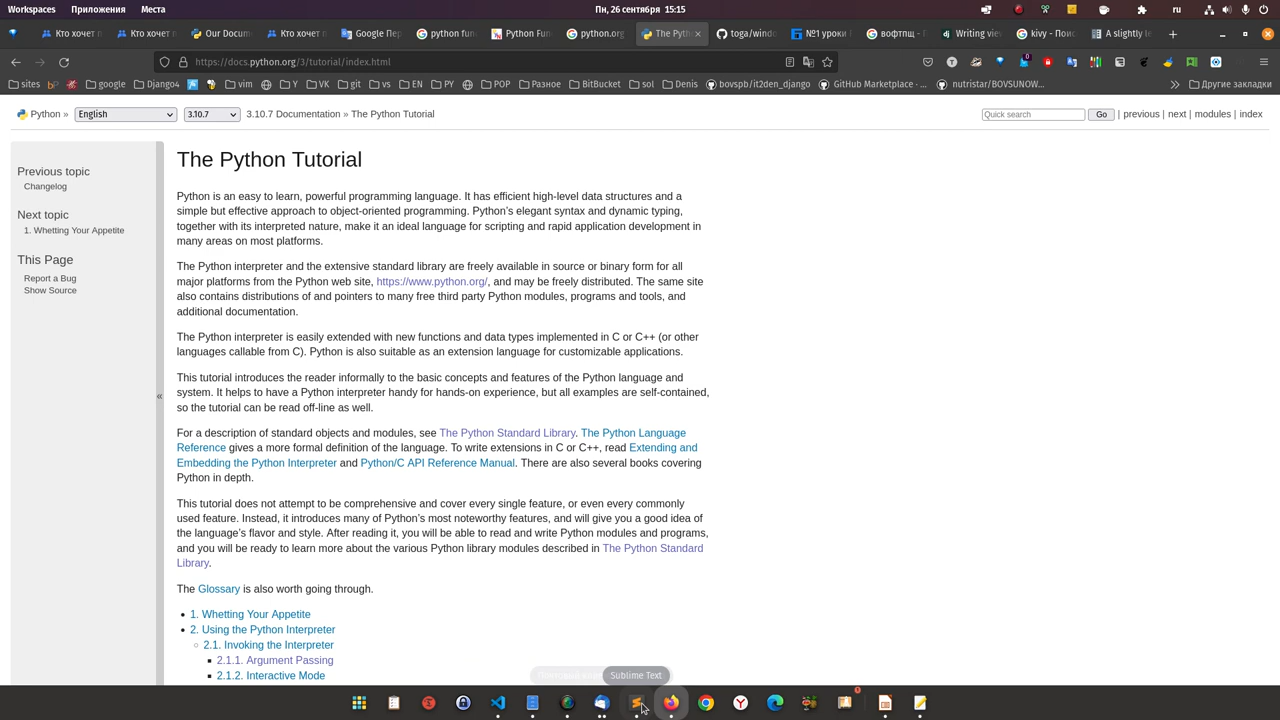 Workspaces Приложения Места Пн, 26 сентября 15:15 ru
Кто хочет Кто хочет Our Docum Кто хочет Google Пер python fun Python Fun python.org The Pyth toga/windo №1 уроки вофтпщ - Writing view kivy - Поис A slightly le
https://docs.python.org/3/tutorial/index.html
sites google Django4 vim Y VK git vs EN PY POP Разное BitBucket sol Denis bovspb/it2den_django GitHub Marketplace · ... nutristar/BOVSUNOW... Другие закладки
Python » English 3.10.7 3.10.7 Documentation » The Python Tutorial Quick search Go | previous | next | modules | index
Previous topic
Changelog
Next topic
1. Whetting Your Appetite
This Page
Report a Bug
Show Source
«
The Python Tutorial
Python is an easy to learn, powerful programming language. It has efficient high-level data structures and a
simple but effective approach to object-oriented programming. Python’s elegant syntax and dynamic typing,
together with its interpreted nature, make it an ideal language for scripting and rapid application development in
many areas on most platforms.
The Python interpreter and the extensive standard library are freely available in source or binary form for all
major platforms from the Python web site, https://www.python.org/, and may be freely distributed. The same site
also contains distributions of and pointers to many free third party Python modules, programs and tools, and
additional documentation.
The Python interpreter is easily extended with new functions and data types implemented in C or C++ (or other
languages callable from C). Python is also suitable as an extension language for customizable applications.
This tutorial introduces the reader informally to the basic concepts and features of the Python language and
system. It helps to have a Python interpreter handy for hands-on experience, but all examples are self-contained,
so the tutorial can be read off-line as well.
For a description of standard objects and modules, see The Python Standard Library. The Python Language
Reference gives a more formal definition of the language. To write extensions in C or C++, read Extending and
Embedding the Python Interpreter and Python/C API Reference Manual. There are also several books covering
Python in depth.
This tutorial does not attempt to be comprehensive and cover every single feature, or even every commonly
used feature. Instead, it introduces many of Python’s most noteworthy features, and will give you a good idea of
the language’s flavor and style. After reading it, you will be able to read and write Python modules and programs,
and you will be ready to learn more about the various Python library modules described in The Python Standard
Library.
The Glossary is also worth going through.
1. Whetting Your Appetite
2. Using the Python Interpreter
2.1. Invoking the Interpreter
2.1.1. Argument Passing
2.1.2. Interactive Mode
Sublime Text